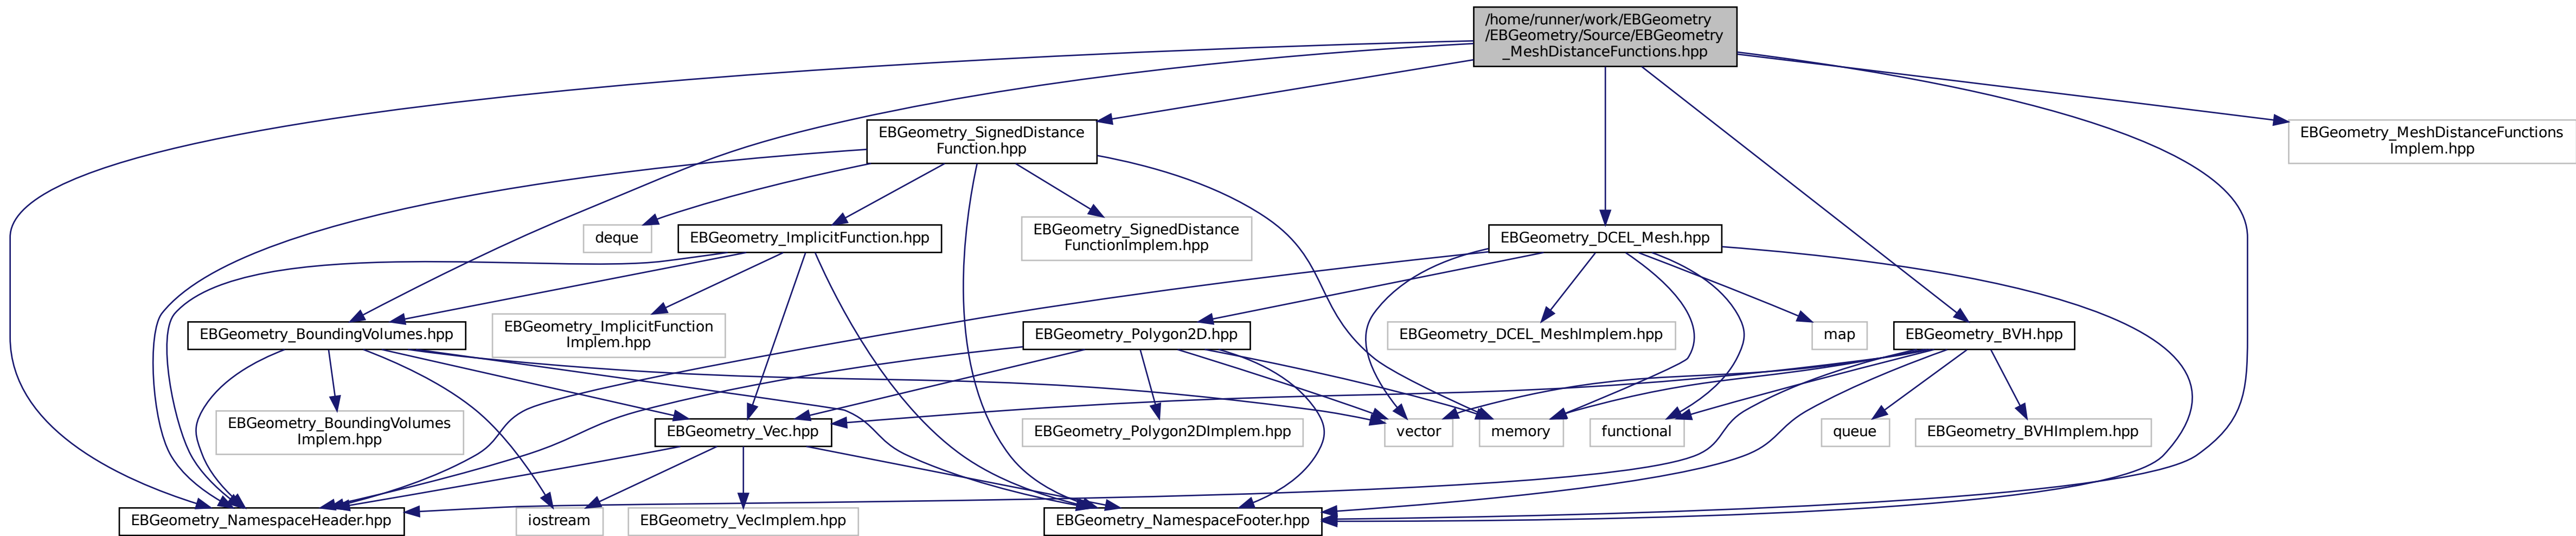 /home/runner/work/EBGeometry
/EBGeometry/Source/EBGeometry
_MeshDistanceFunctions.hpp
EBGeometry_SignedDistance
Function.hpp
EBGeometry_MeshDistanceFunctions
Implem.hpp
deque
EBGeometry_ImplicitFunction.hpp
EBGeometry_SignedDistance
FunctionImplem.hpp
EBGeometry_DCEL_Mesh.hpp
EBGeometry_BoundingVolumes.hpp
EBGeometry_ImplicitFunction
Implem.hpp
EBGeometry_Polygon2D.hpp
EBGeometry_DCEL_MeshImplem.hpp
map
EBGeometry_BVH.hpp
EBGeometry_BoundingVolumes
Implem.hpp
EBGeometry_Vec.hpp
EBGeometry_Polygon2DImplem.hpp
vector
memory
functional
queue
EBGeometry_BVHImplem.hpp
EBGeometry_NamespaceHeader.hpp
iostream
EBGeometry_VecImplem.hpp
EBGeometry_NamespaceFooter.hpp